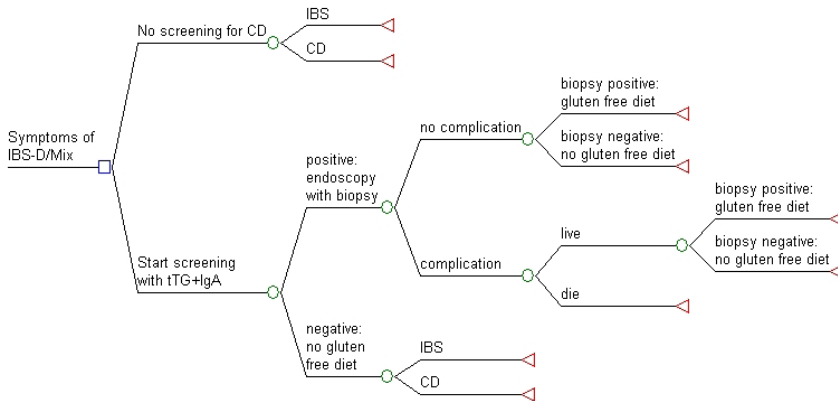 IBS
No screening for CD
CD
biopsy positive:
gluten free diet
no complication
biopsy negative:
no gluten free diet
Symptoms of
IBS-D/Mix
positive:
endoscopy
with biopsy
biopsy positive:
gluten free diet
live
biopsy negative:
no gluten free diet
Start screening
with tTG+IgA
complication
die
negative:
no gluten
free diet
IBS
CD